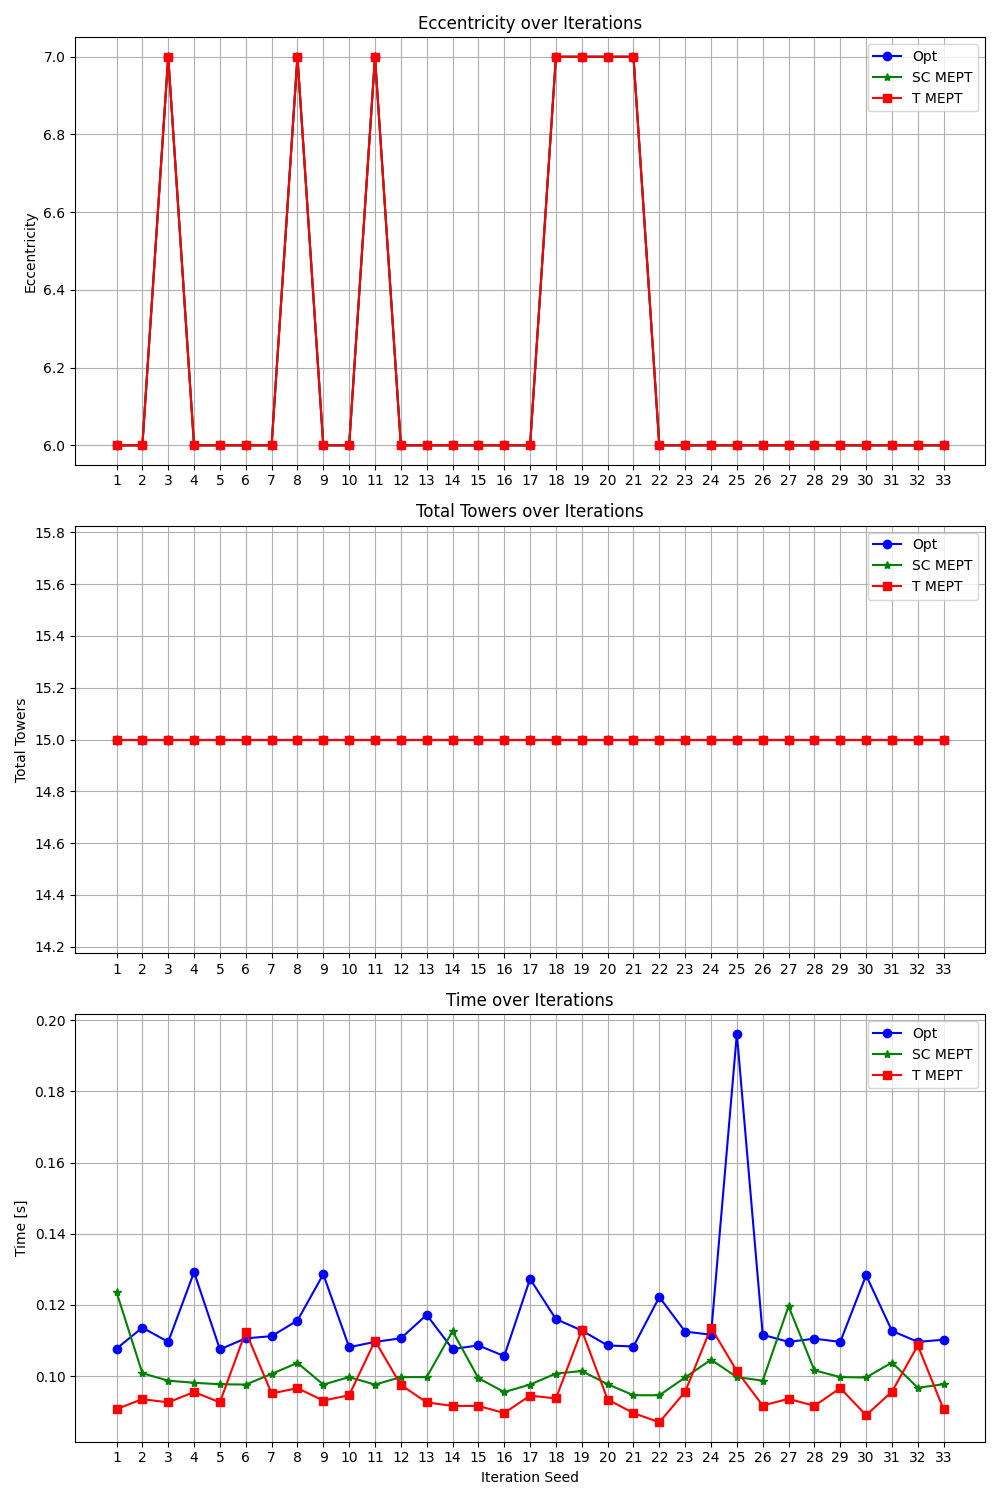 Eccentricity over Iterations
7.0
6.8
6.6
6.4
6.2
6.0
Eccentricity
Opt
SC MEPT
T MEPT
1 2 3 4 5 6 7 8 9 10 11 12 13 14 15 16 17 18 19 20 21 22 23 24 25 26 27 28 29 30 31 32 33
Total Towers over Iterations
15.8
15.6
15.4
15.2
15.0
14.8
14.6
14.4
14.2
Total Towers
Opt
SC MEPT
T MEPT
1 2 3 4 5 6 7 8 9 10 11 12 13 14 15 16 17 18 19 20 21 22 23 24 25 26 27 28 29 30 31 32 33
Time over Iterations
0.20
0.18
0.16
0.14
0.12
0.10
Time [s]
Opt
SC MEPT
T MEPT
1 2 3 4 5 6 7 8 9 10 11 12 13 14 15 16 17 18 19 20 21 22 23 24 25 26 27 28 29 30 31 32 33
Iteration Seed